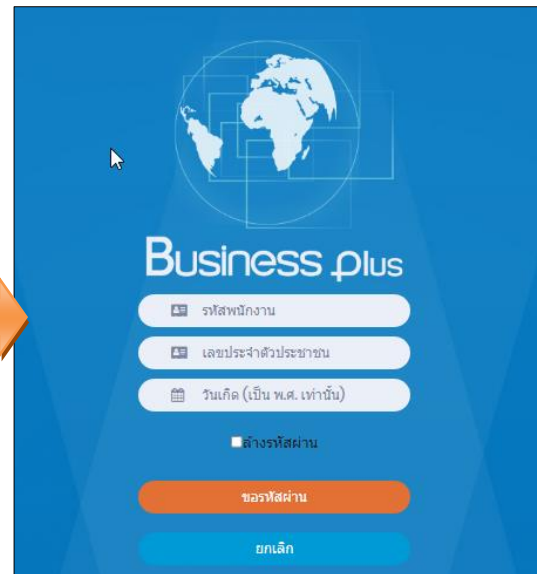 Business Plus
รหัสพนักงาน
เลขประจำตัวประชาชน
วันเกิด (เป็น พ.ศ. เท่านั้น)
ล้างรหัสผ่าน
ขอรหัสผ่าน
ยกเลิก